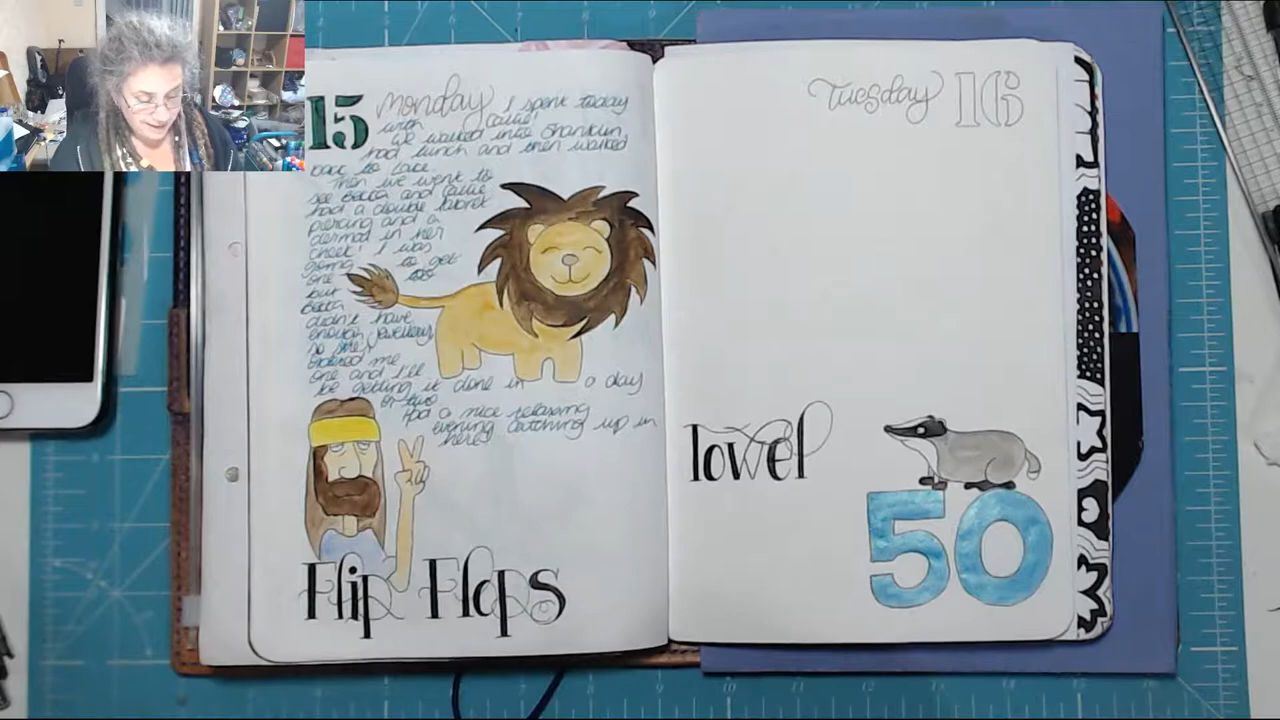 15 monday I spent today
with Callie!
We walked into Shanklin,
had lunch and then walked
back to Lake
Then we went to
see Becca and Callie
had a double
piercing and a
dermal in her
cheek! I was
going to get
one too
but
Becca
didn't have
enough jewellery
so she
ordered me
one and I'll
be getting it done in a day
or two
Had a nice relaxing
evening catching up in
here
Flip Flops
Tuesday 16
Towel
50